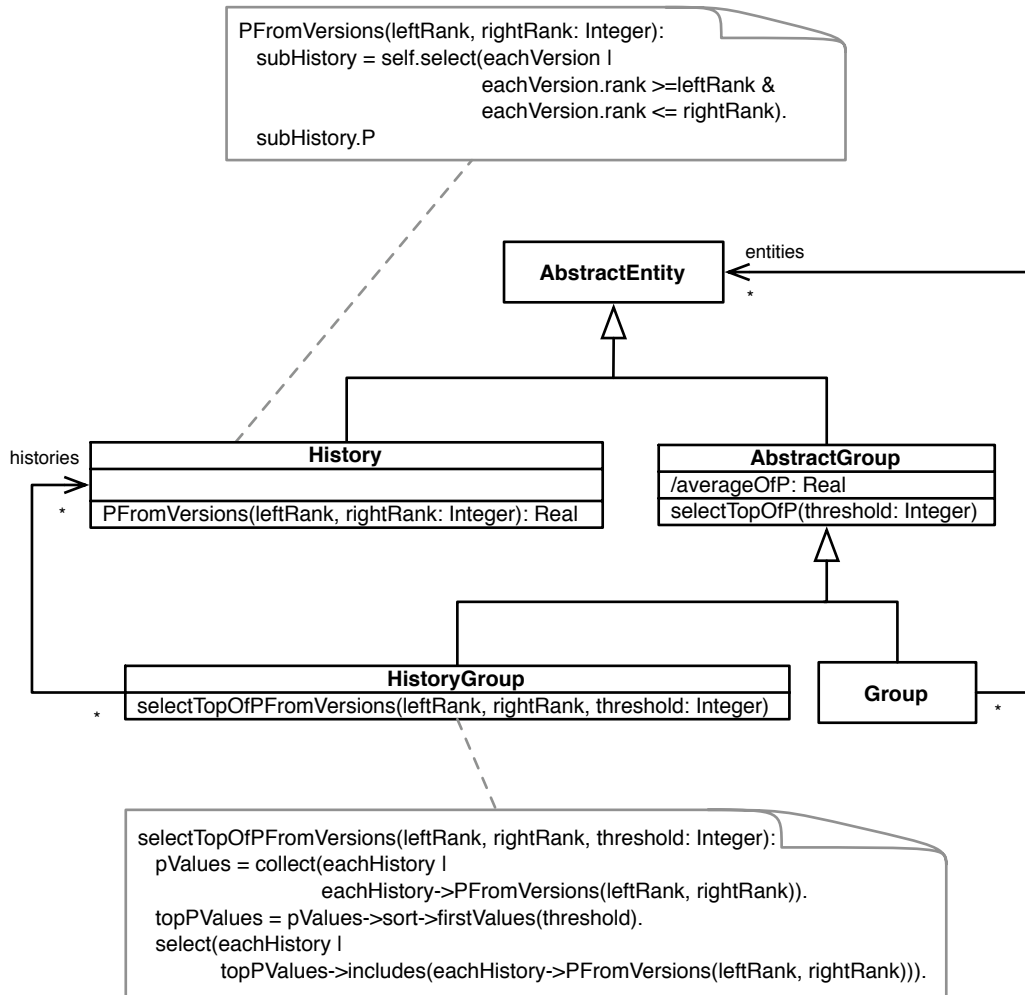 PFromVersions(leftRank, rightRank: Integer):
subHistory = self.select(eachVersion |
eachVersion.rank >=leftRank &
eachVersion.rank <= rightRank).
subHistory.P
entities
AbstractEntity
*
histories
History
AbstractGroup
/averageOfP: Real
*
PFromVersions(leftRank, rightRank: Integer): Real
selectTopOfP(threshold: Integer)
HistoryGroup
Group
*
selectTopOfPFromVersions(leftRank, rightRank, threshold: Integer)
*
selectTopOfPFromVersions(leftRank, rightRank, threshold: Integer):
pValues = collect(eachHistory |
eachHistory->PFromVersions(leftRank, rightRank)).
topPValues = pValues->sort->firstValues(threshold).
select(eachHistory |
topPValues->includes(eachHistory->PFromVersions(leftRank, rightRank))).